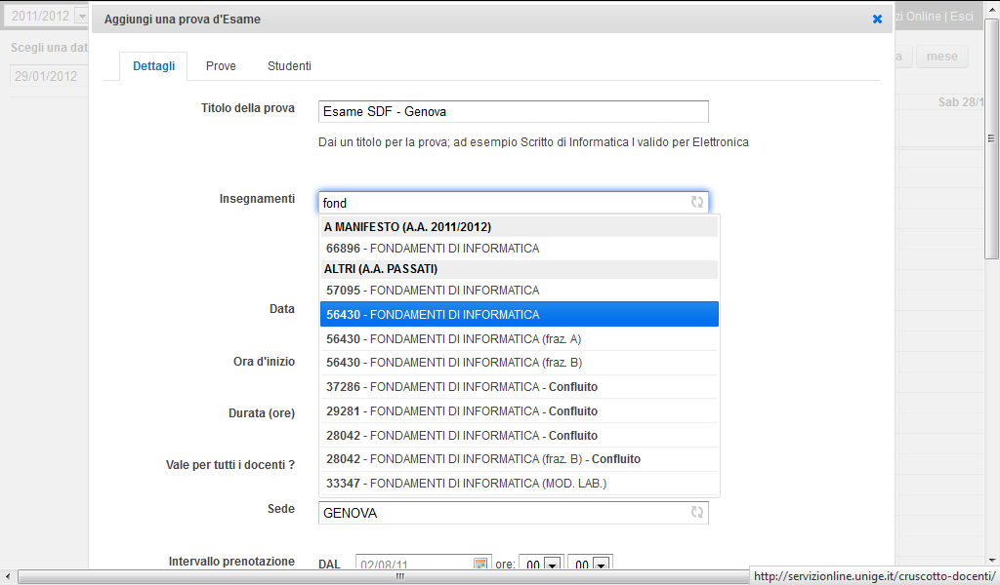 2011/2012
Aggiungi una prova d'Esame
zi Online | Esci
Scegli una dat
29/01/2012
Dettagli
Prove
Studenti
a
mese
Sab 28/1
Titolo della prova
Esame SDF - Genova
Dai un titolo per la prova; ad esempio Scritto di Informatica I valido per Elettronica
Insegnamenti
fond
A MANIFESTO (A.A. 2011/2012)
66896 - FONDAMENTI DI INFORMATICA
ALTRI (A.A. PASSATI)
57095 - FONDAMENTI DI INFORMATICA
Data
56430 - FONDAMENTI DI INFORMATICA
56430 - FONDAMENTI DI INFORMATICA (fraz. A)
Ora d'inizio
56430 - FONDAMENTI DI INFORMATICA (fraz. B)
37286 - FONDAMENTI DI INFORMATICA - Confluito
Durata (ore)
29281 - FONDAMENTI DI INFORMATICA - Confluito
28042 - FONDAMENTI DI INFORMATICA - Confluito
Vale per tutti i docenti ?
28042 - FONDAMENTI DI INFORMATICA (fraz. B) - Confluito
33347 - FONDAMENTI DI INFORMATICA (MOD. LAB.)
Sede
GENOVA
Intervallo prenotazione
DAL 02/08/11 ore: 00 00
http://servizionline.unige.it/cruscotto-docenti/